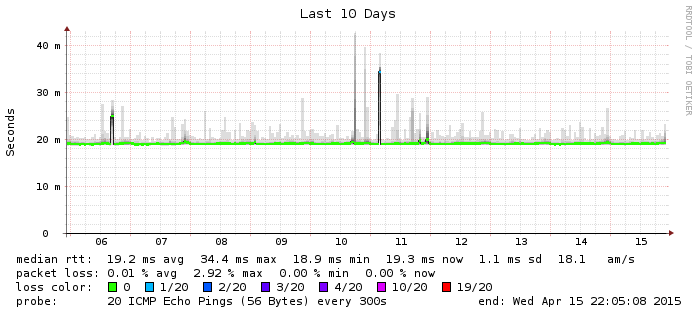 Last 10 Days
RRDTOOL / TOBI OETIKER
Seconds
40 m
30 m
20 m
10 m
0
06 07 08 09 10 11 12 13 14 15
median rtt: 19.2 ms avg 34.4 ms max 18.9 ms min 19.3 ms now 1.1 ms sd 18.1 am/s
packet loss: 0.01 % avg 2.92 % max 0.00 % min 0.00 % now
loss color: 0 1/20 2/20 3/20 4/20 10/20 19/20
probe: 20 ICMP Echo Pings (56 Bytes) every 300s end: Wed Apr 15 22:05:08 2015